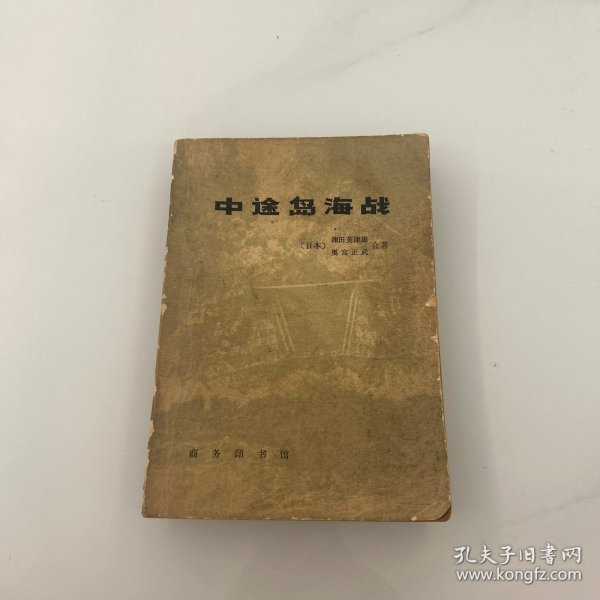 中途岛海战
〔日本〕渊田美津雄 奥宫正武 合著
商务印书馆
孔夫子旧书网
www.kongfz.com